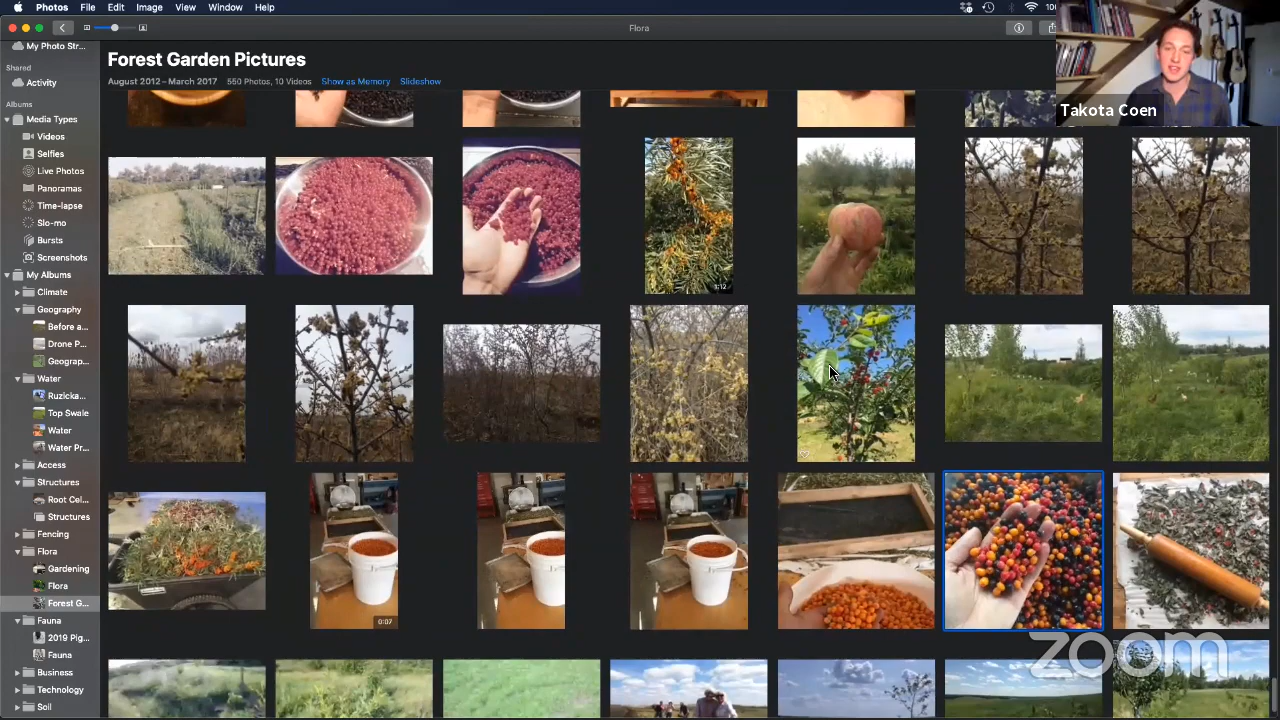 Photos File Edit Image View Window Help
Flora
Takota Coen
My Photo Str...
Shared
Activity
Albums
Media Types
Videos
Selfies
Live Photos
Panoramas
Time-lapse
Slo-mo
Bursts
Screenshots
My Albums
Climate
Geography
Before a...
Drone P...
Geograp...
Water
Ruzicka...
Top Swale
Water
Water Pr...
Access
Structures
Root Cel...
Structures
Fencing
Flora
Gardening
Flora
Forest G...
Fauna
2019 Pig...
Fauna
Business
Technology
Soil
Forest Garden Pictures
August 2012 – March 2017 550 Photos, 10 Videos Show as Memory Slideshow
1:12
0:07
zoom